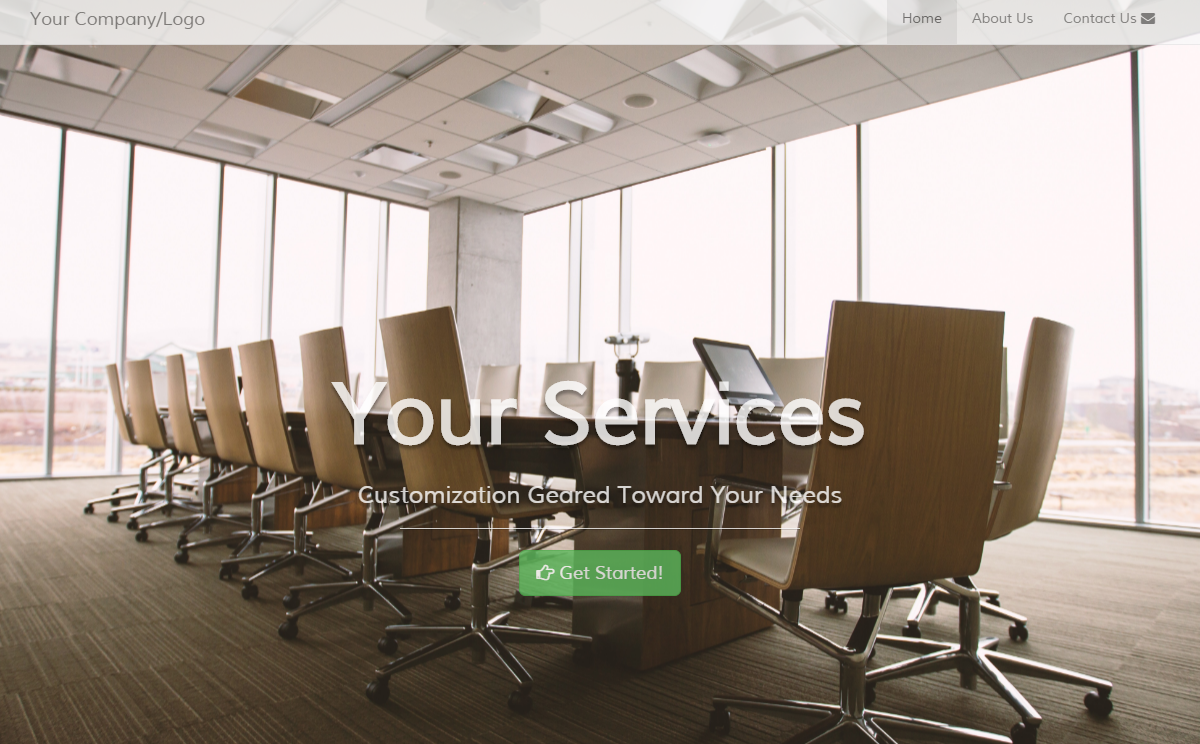 Your Company/Logo
Home
About Us
Contact Us
Your Services
Customization Geared Toward Your Needs
Get Started!